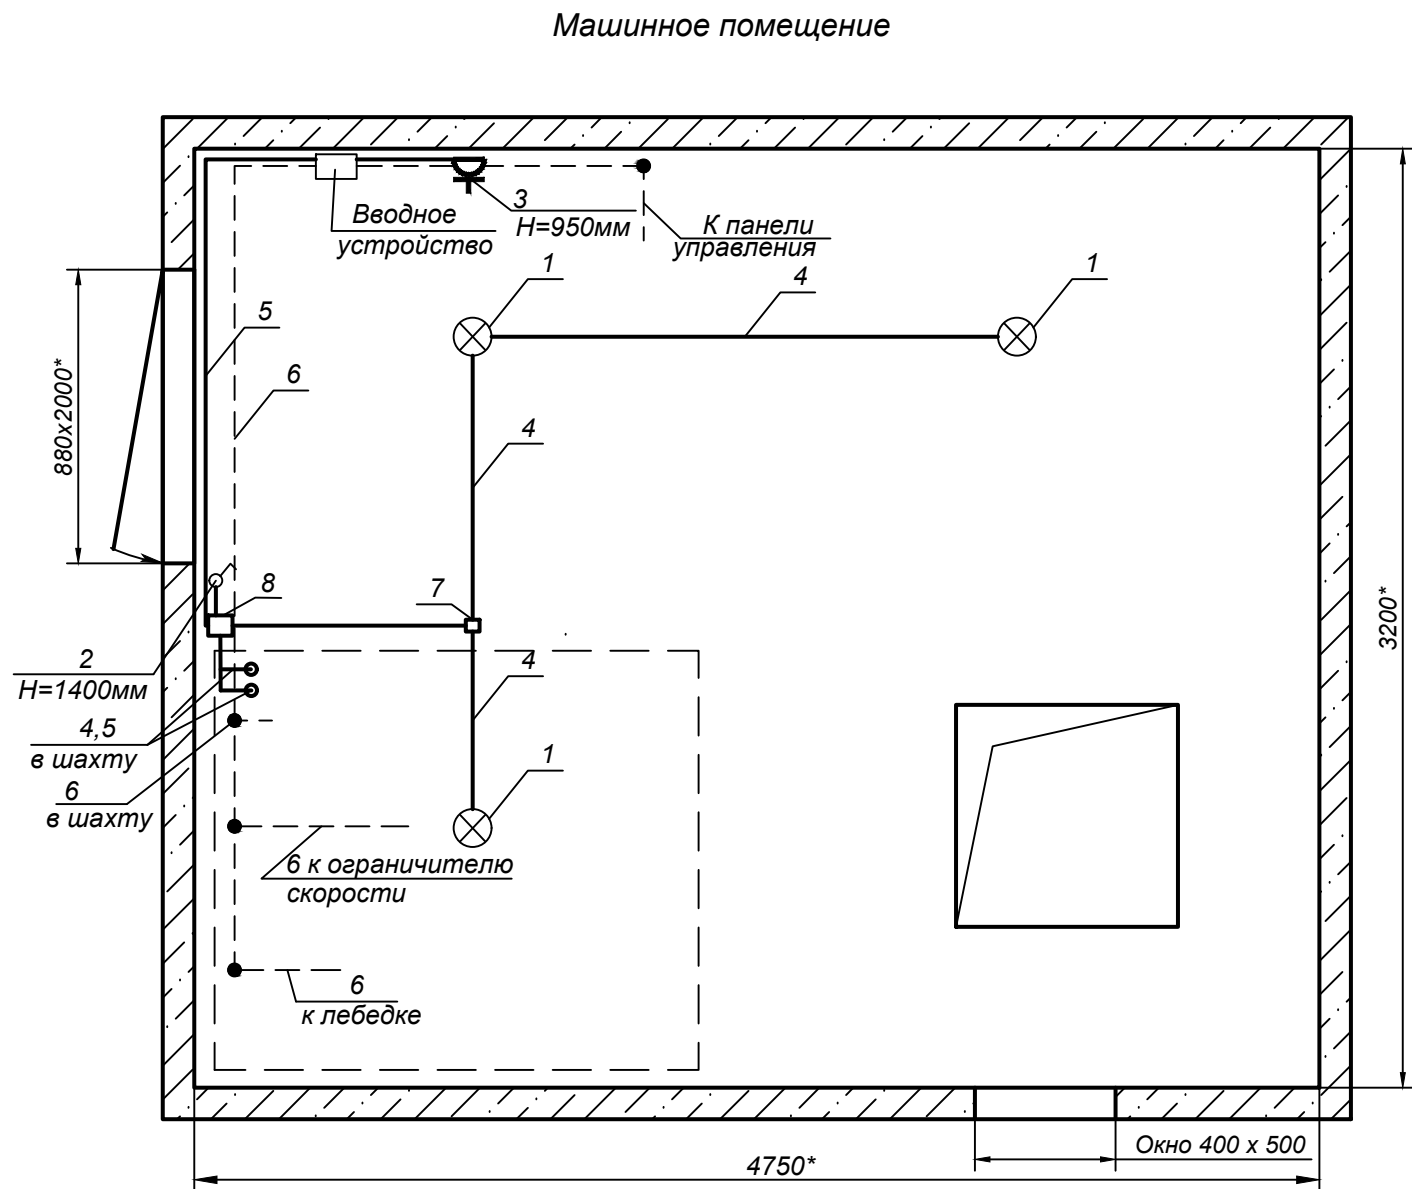 Машинное помещение
3
Вводное
устройство
H=950мм
К панели
управления
1
4
1
5
6
880x2000*
4
8
7
3200*
2
H=1400мм
4
4,5
в шахту
6
в шахту
1
6 к ограничителю
скорости
6
к лебедке
Окно 400 x 500
4750*